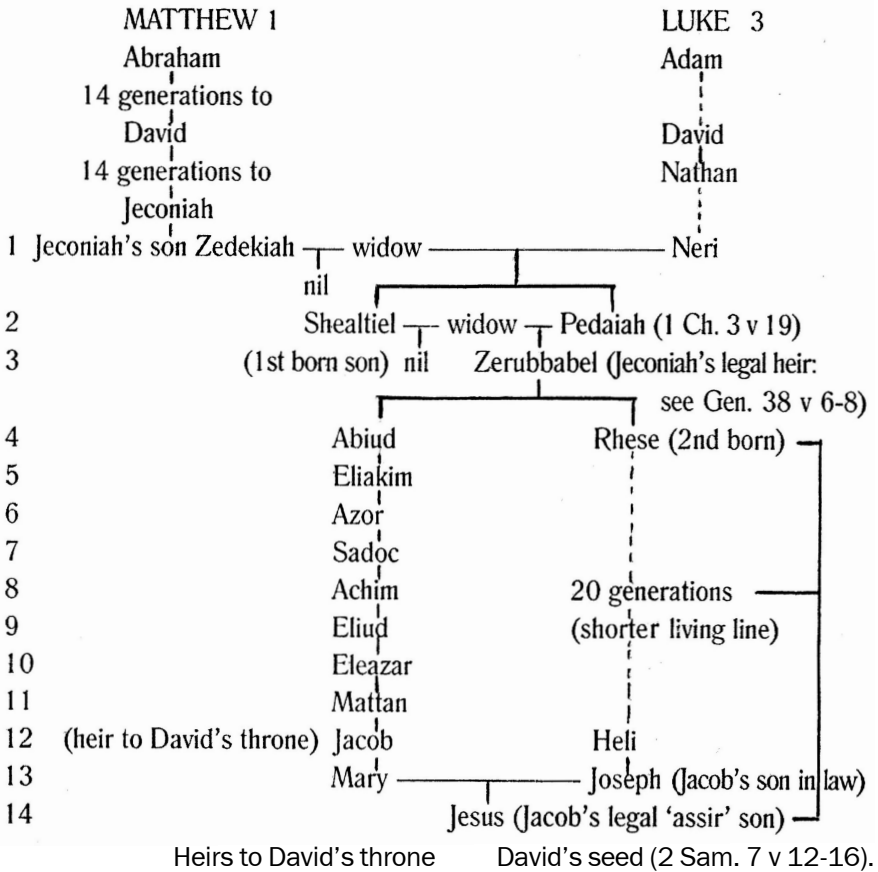 MATTHEW 1 LUKE 3
Abraham Adam
14 generations to
David David
14 generations to Nathan
Jeconiah
1 Jeconiah's son Zedekiah widow Neri
nil
2 Shealtiel widow Pedaiah (1 Ch. 3 v 19)
3 (1st born son) nil Zerubbabel (Jeconiah's legal heir:
see Gen. 38 v 6-8)
4 Abiud Rhese (2nd born)
5 Eliakim
6 Azor
7 Sadoc
8 Achim 20 generations
9 Eliud (shorter living line)
10 Eleazar
11 Mattan
12 (heir to David's throne) Jacob Heli
13 Mary Joseph (Jacob's son in law)
14 Jesus (Jacob's legal 'assir' son)
Heirs to David's throne David's seed (2 Sam. 7 v 12-16).